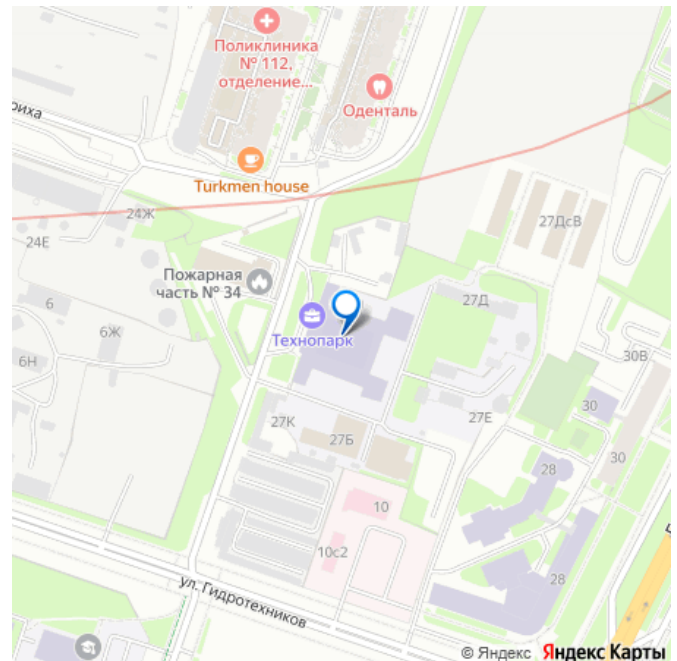 Поликлиника
№ 112,
отделение...
Оденталь
риха
Turkmen house
24Ж
24Е
27ДсВ
Пожарная
часть № 34
27Д
6
6Ж
Технопарк
6Н
30В
30
27К
27Б
27Е
28
30
10
10с2
28
ул. Гидротехников
© Яндекс Яндекс Карты